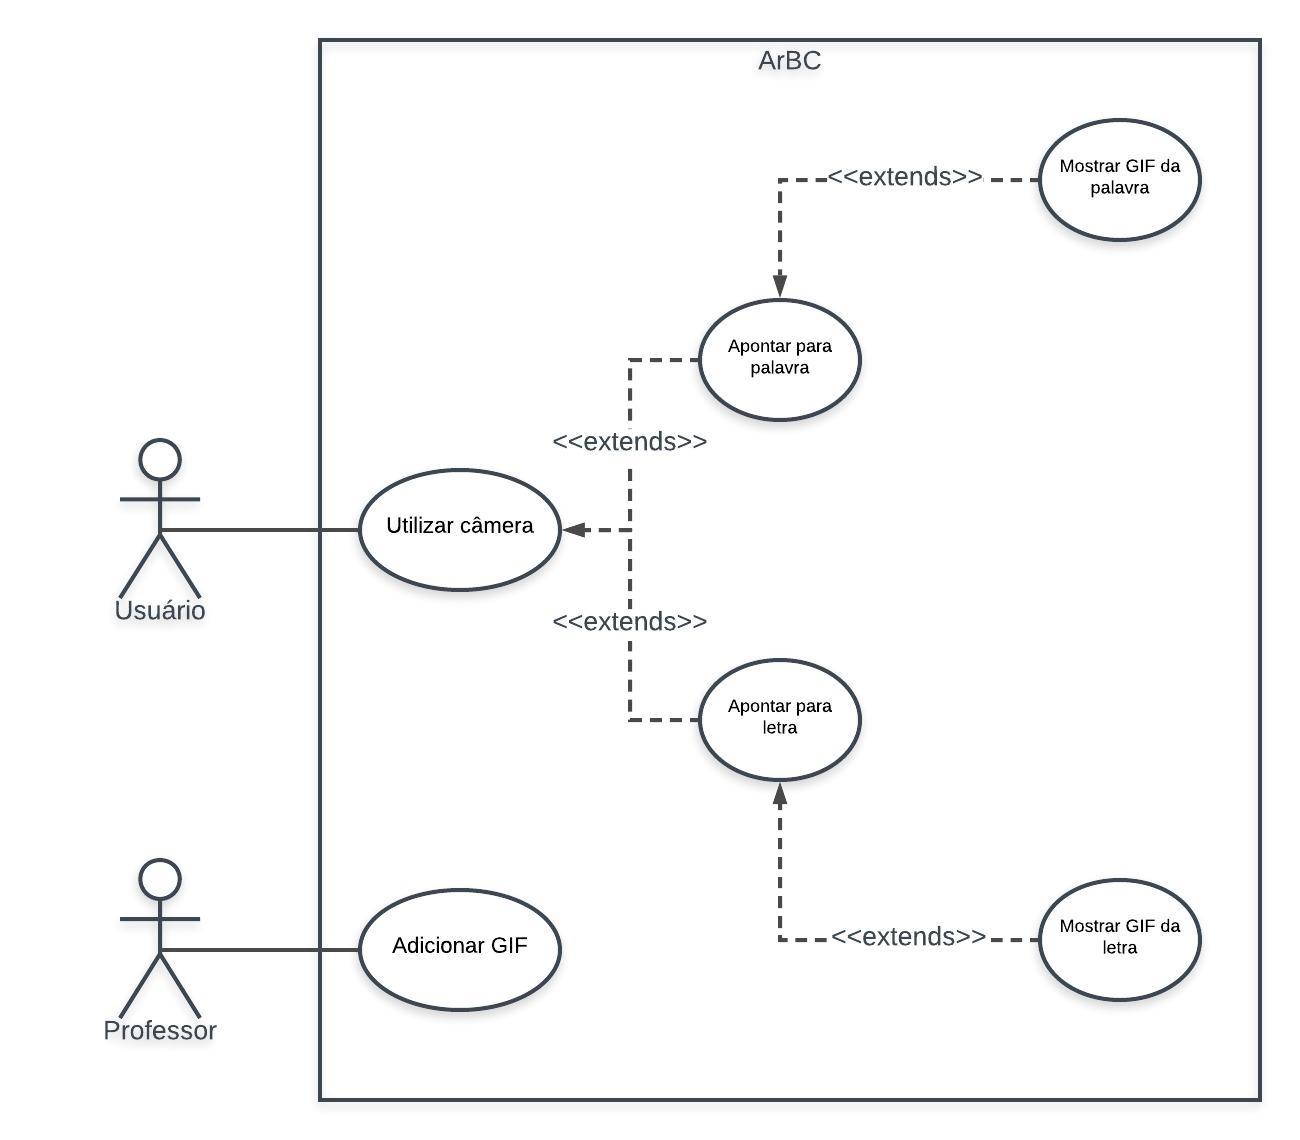 ArBC
<<extends>>
Mostrar GIF da
palavra
Apontar para
palavra
<<extends>>
Utilizar câmera
Usuário
<<extends>>
Apontar para
letra
Adicionar GIF
<<extends>>
Mostrar GIF da
letra
Professor